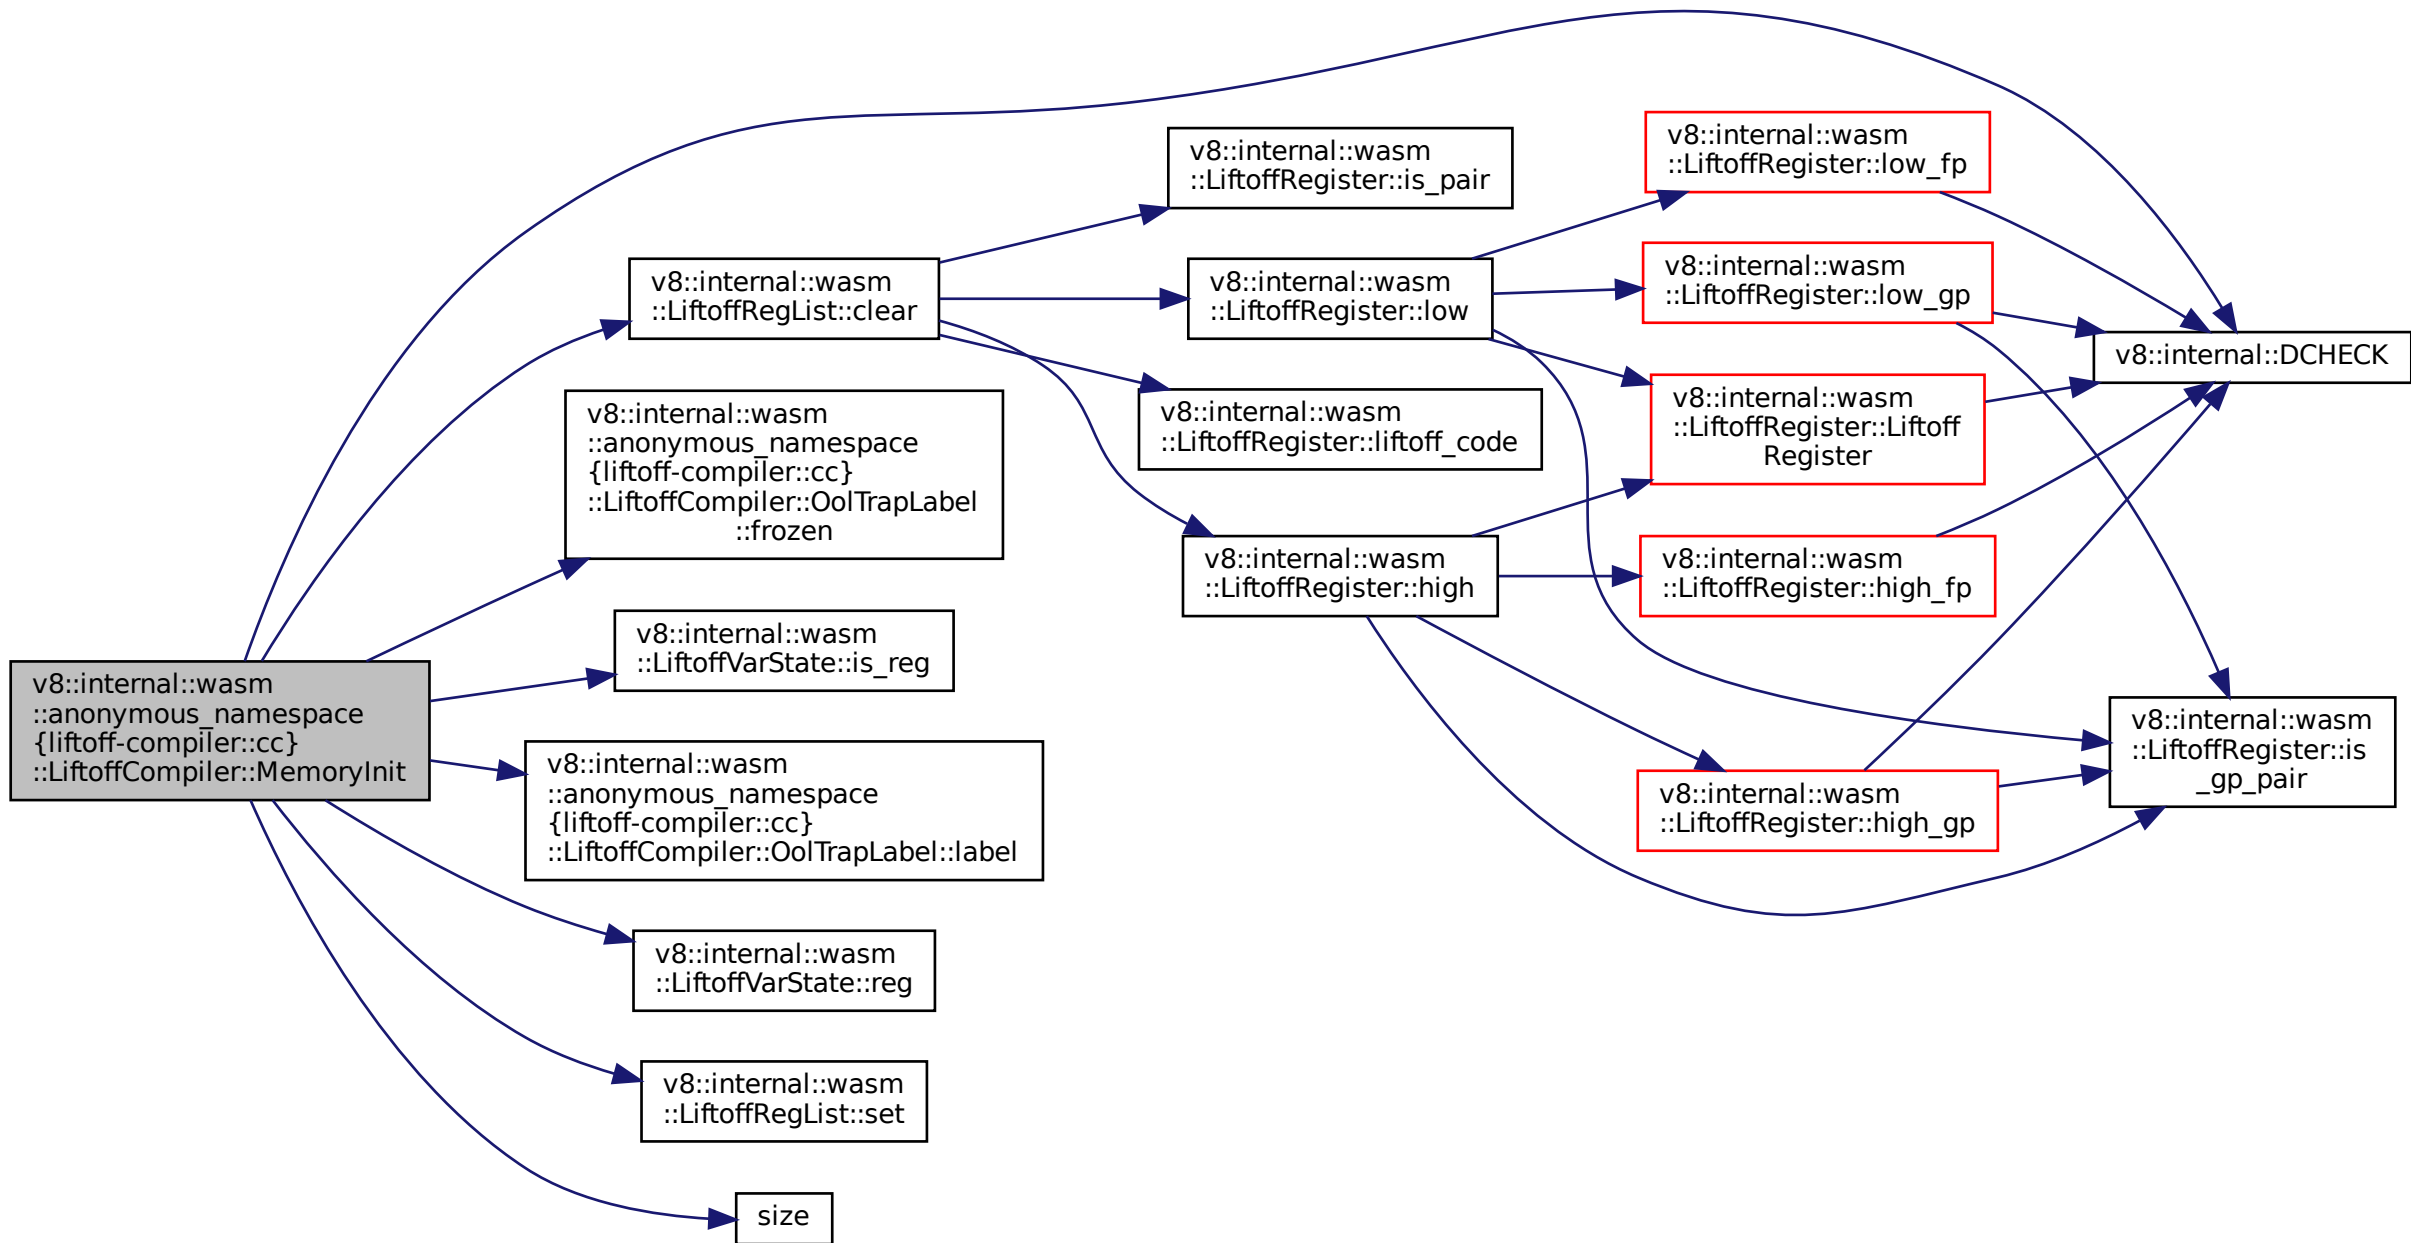 v8::internal::wasm
::anonymous_namespace
{liftoff-compiler::cc}
::LiftoffCompiler::MemoryInit
v8::internal::wasm
::LiftoffRegList::clear
v8::internal::wasm
::anonymous_namespace
{liftoff-compiler::cc}
::LiftoffCompiler::OolTrapLabel
::frozen
v8::internal::wasm
::LiftoffVarState::is_reg
v8::internal::wasm
::anonymous_namespace
{liftoff-compiler::cc}
::LiftoffCompiler::OolTrapLabel::label
v8::internal::wasm
::LiftoffVarState::reg
v8::internal::wasm
::LiftoffRegList::set
size
v8::internal::wasm
::LiftoffRegister::is_pair
v8::internal::wasm
::LiftoffRegister::low
v8::internal::wasm
::LiftoffRegister::liftoff_code
v8::internal::wasm
::LiftoffRegister::high
v8::internal::wasm
::LiftoffRegister::low_fp
v8::internal::wasm
::LiftoffRegister::low_gp
v8::internal::wasm
::LiftoffRegister::Liftoff
Register
v8::internal::wasm
::LiftoffRegister::high_fp
v8::internal::wasm
::LiftoffRegister::high_gp
v8::internal::DCHECK
v8::internal::wasm
::LiftoffRegister::is
_gp_pair